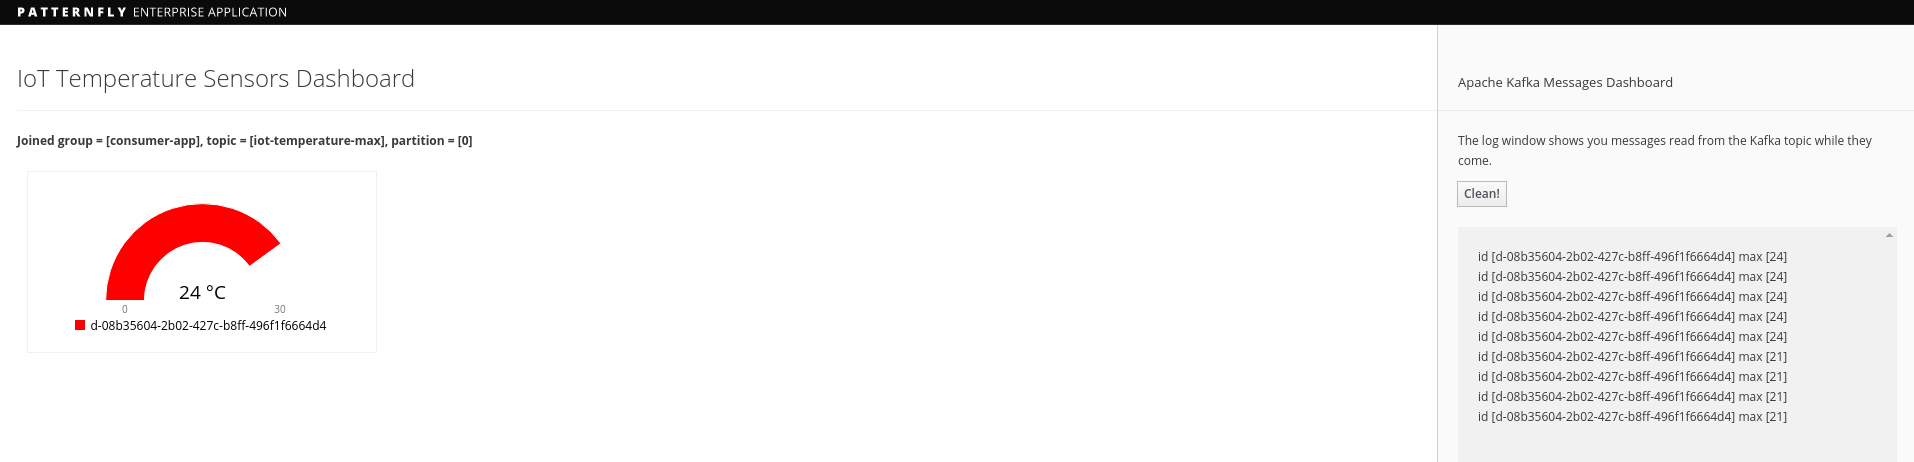 PATTERNFLY ENTERPRISE APPLICATION
IoT Temperature Sensors Dashboard
Joined group = [consumer-app], topic = [iot-temperature-max], partition = [0]
24 °C
0 30
d-08b35604-2b02-427c-b8ff-496f1f6664d4
Apache Kafka Messages Dashboard
The log window shows you messages read from the Kafka topic while they
come.
Clean!
id [d-08b35604-2b02-427c-b8ff-496f1f6664d4] max [24]
id [d-08b35604-2b02-427c-b8ff-496f1f6664d4] max [24]
id [d-08b35604-2b02-427c-b8ff-496f1f6664d4] max [24]
id [d-08b35604-2b02-427c-b8ff-496f1f6664d4] max [24]
id [d-08b35604-2b02-427c-b8ff-496f1f6664d4] max [24]
id [d-08b35604-2b02-427c-b8ff-496f1f6664d4] max [21]
id [d-08b35604-2b02-427c-b8ff-496f1f6664d4] max [21]
id [d-08b35604-2b02-427c-b8ff-496f1f6664d4] max [21]
id [d-08b35604-2b02-427c-b8ff-496f1f6664d4] max [21]